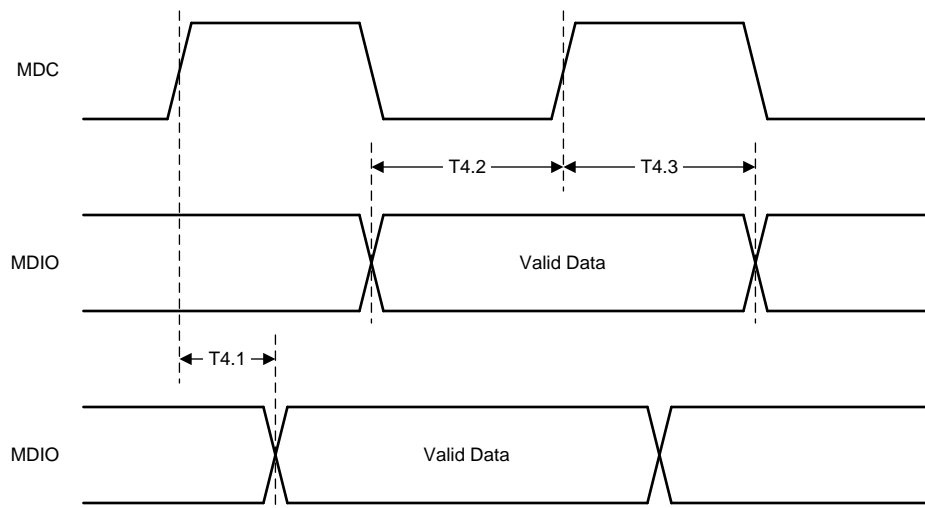 MDC
T4.2
T4.3
MDIO
Valid Data
T4.1
MDIO
Valid Data